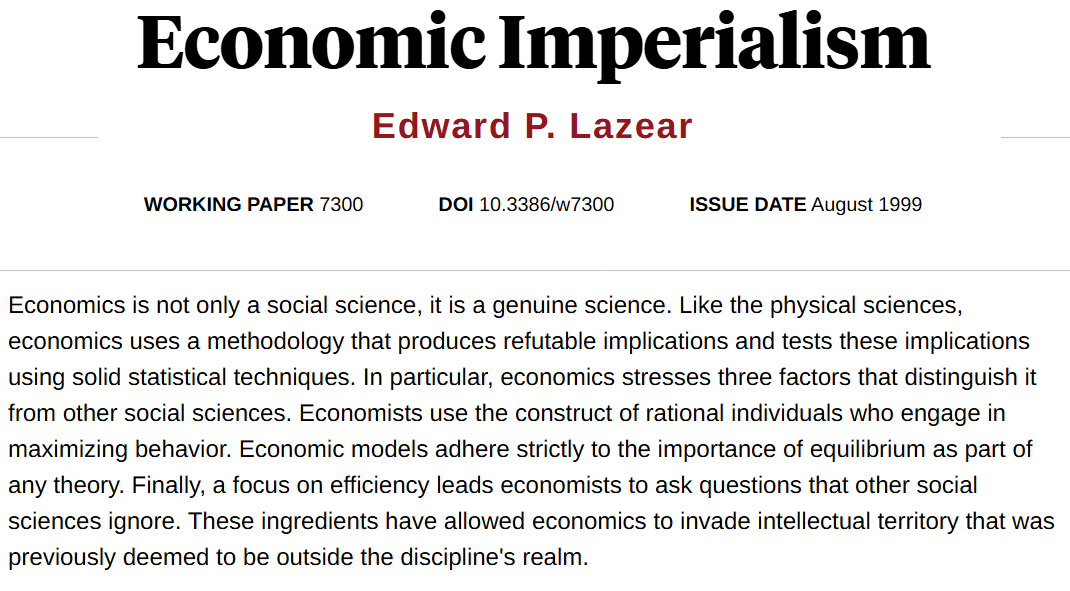 Economic Imperialism
Edward P. Lazear
WORKING PAPER 7300 DOI 10.3386/w7300 ISSUE DATE August 1999
Economics is not only a social science, it is a genuine science. Like the physical sciences,
economics uses a methodology that produces refutable implications and tests these implications
using solid statistical techniques. In particular, economics stresses three factors that distinguish it
from other social sciences. Economists use the construct of rational individuals who engage in
maximizing behavior. Economic models adhere strictly to the importance of equilibrium as part of
any theory. Finally, a focus on efficiency leads economists to ask questions that other social
sciences ignore. These ingredients have allowed economics to invade intellectual territory that was
previously deemed to be outside the discipline's realm.